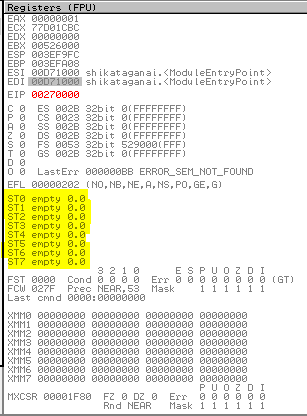 Registers (FPU)
EAX 00000001
ECX 77D01CBC
EDX 00000000
EBX 00526000
ESP 003EF9FC
EBP 003EFA08
ESI 00D71000 shikataganai.<ModuleEntryPoint>
EDI 00D71000 shikataganai.<ModuleEntryPoint>
EIP 00270000
C 0 ES 002B 32bit 0(FFFFFFFF)
P 0 CS 0023 32bit 0(FFFFFFFF)
A 0 SS 002B 32bit 0(FFFFFFFF)
Z 0 DS 002B 32bit 0(FFFFFFFF)
S 0 FS 0053 32bit 529000(FFF)
T 0 GS 002B 32bit 0(FFFFFFFF)
D 0
O 0 LastErr 000000BB ERROR_SEM_NOT_FOUND
EFL 00000202 (NO,NB,NE,A,NS,PO,GE,G)
ST0 empty 0.0
ST1 empty 0.0
ST2 empty 0.0
ST3 empty 0.0
ST4 empty 0.0
ST5 empty 0.0
ST6 empty 0.0
ST7 empty 0.0
3 2 1 0 E S P U O Z D I
FST 0000 Cond 0 0 0 0 Err 0 0 0 0 0 0 0 0 (GT)
FCW 027F Prec NEAR,53 Mask 1 1 1 1 1 1
Last cmnd 0000:00000000
XMM0 00000000 00000000 00000000 00000000
XMM1 00000000 00000000 00000000 00000000
XMM2 00000000 00000000 00000000 00000000
XMM3 00000000 00000000 00000000 00000000
XMM4 00000000 00000000 00000000 00000000
XMM5 00000000 00000000 00000000 00000000
XMM6 00000000 00000000 00000000 00000000
XMM7 00000000 00000000 00000000 00000000
P U O Z D I
MXCSR 00001F80 FZ 0 DZ 0 Err 0 0 0 0 0 0
Rnd NEAR Mask 1 1 1 1 1 1